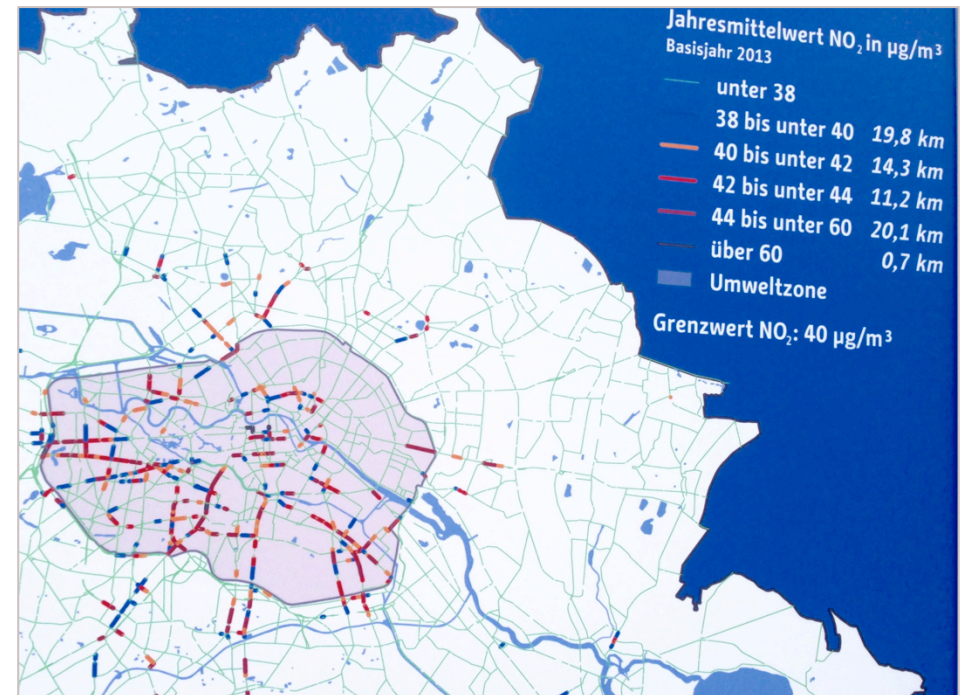 Jahresmittelwert NO₂ in µg/m³
Basisjahr 2013
unter 38
38 bis unter 40 19,8 km
40 bis unter 42 14,3 km
42 bis unter 44 11,2 km
44 bis unter 60 20,1 km
über 60 0,7 km
Umweltzone
Grenzwert NO₂: 40 µg/m³